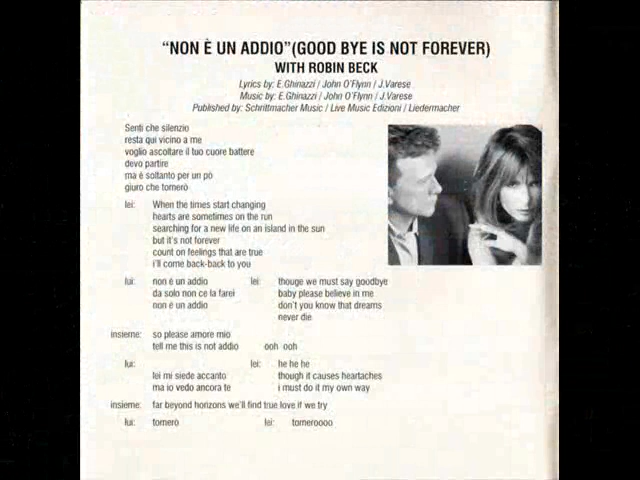 “NON È UN ADDIO”(GOOD BYE IS NOT FOREVER)
WITH ROBIN BECK
Lyrics by: E.Ghinazzi / John O'Flynn / J.Varese
Music by: E.Ghinazzi / John O'Flynn / J.Varese
Published by: Schrittmacher Music / Live Music Edizioni / Liedermacher
Senti che silenzio
resta qui vicino a me
voglio ascoltare il tuo cuore battere
devo partire
ma è soltanto per un pò
giuro che tornerò
lei: When the times start changing
hearts are sometimes on the run
searching for a new life on an island in the sun
but it's not forever
count on feelings that are true
i'll come back-back to you
lui: non è un addio lei: thouge we must say goodbye
da solo non ce la farei baby please believe in me
non è un addio don't you know that dreams
never die
insieme: so please amore mio
tell me this is not addio ooh ooh
lui: lei: he he he
lei mi siede accanto though it causes heartaches
ma io vedo ancora te i must do it my own way
insieme: far beyond horizons we'll find true love if we try
lui: tornerò lei: torneroooo